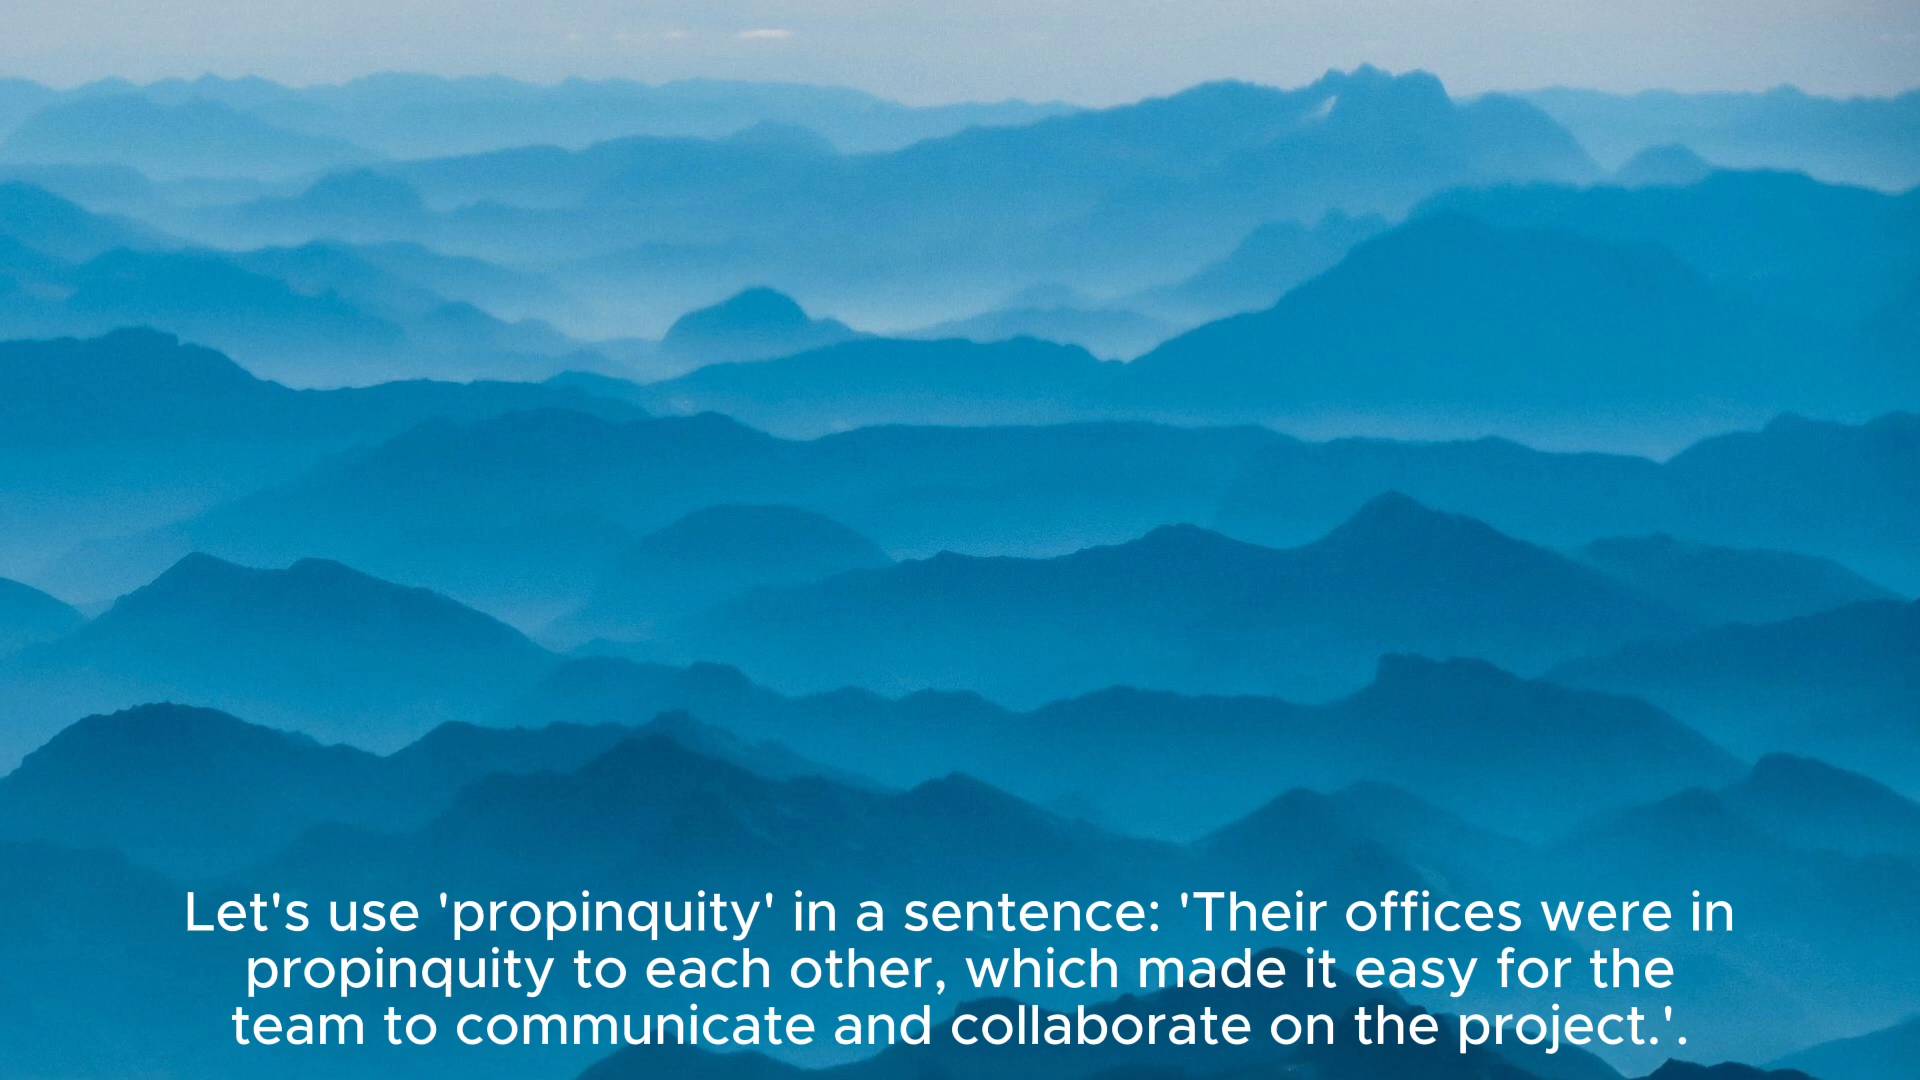 Let's use 'propinquity' in a sentence: 'Their offices were in
propinquity to each other, which made it easy for the
team to communicate and collaborate on the project.'.